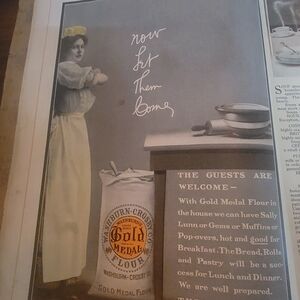 now
Let
Them
Come,
WASHBURN-CROSBY'S
Gold
MEDAL
FLOUR
WASHBURN-CROSBY CO.
GOLD MEDAL FLOUR
THE GUESTS ARE
WELCOME—
With Gold Medal Flour in
the house we can have Sally
Lunn, or Gems or Muffins or
Pop-overs, hot and good for
Breakfast. The Bread, Rolls
and Pastry will be a suc-
cess for Lunch and Dinner.
We are well prepared.